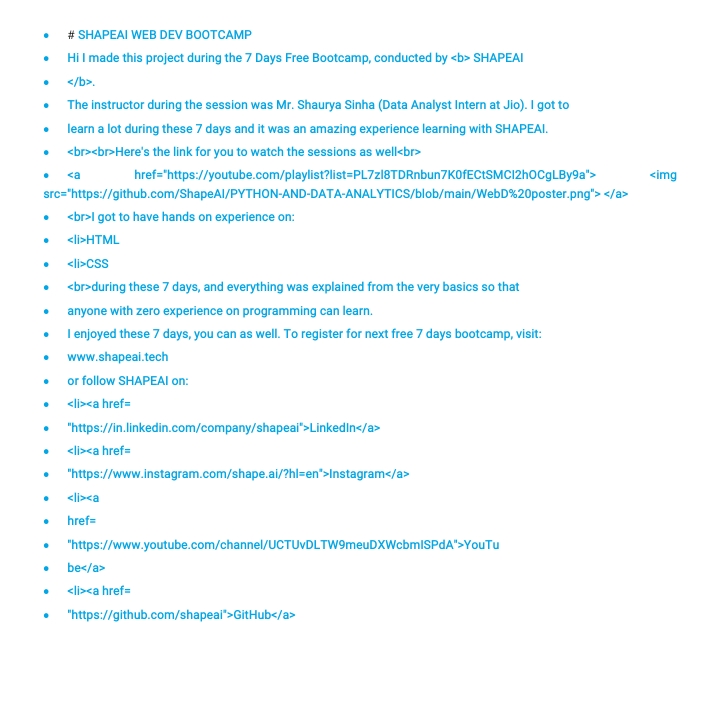 • # SHAPEAI WEB DEV BOOTCAMP
• Hi I made this project during the 7 Days Free Bootcamp, conducted by <b> SHAPEAI
• </b>.
• The instructor during the session was Mr. Shaurya Sinha (Data Analyst Intern at Jio). I got to
• learn a lot during these 7 days and it was an amazing experience learning with SHAPEAI.
• <br><br>Here's the link for you to watch the sessions as well<br>
• <a href="https://youtube.com/playlist?list=PL7zl8TDRnbun7K0fECtSMCl2hOCgLBy9a"> <img
src="https://github.com/ShapeAI/PYTHON-AND-DATA-ANALYTICS/blob/main/WebD%20poster.png"> </a>
• <br>I got to have hands on experience on:
• <li>HTML
• <li>CSS
• <br>during these 7 days, and everything was explained from the very basics so that
• anyone with zero experience on programming can learn.
• I enjoyed these 7 days, you can as well. To register for next free 7 days bootcamp, visit:
• www.shapeai.tech
• or follow SHAPEAI on:
• <li><a href=
• "https://in.linkedin.com/company/shapeai">LinkedIn</a>
• <li><a href=
• "https://www.instagram.com/shape.ai/?hl=en">Instagram</a>
• <li><a
• href=
• "https://www.youtube.com/channel/UCTUvDLTW9meuDXWcbmISPdA">YouTu
• be</a>
• <li><a href=
• "https://github.com/shapeai">GitHub</a>